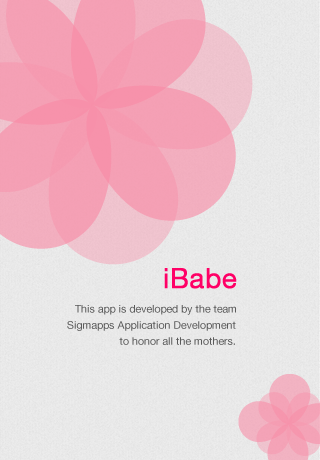 iBabe
This app is developed by the team
Sigmapps Application Development
to honor all the mothers.